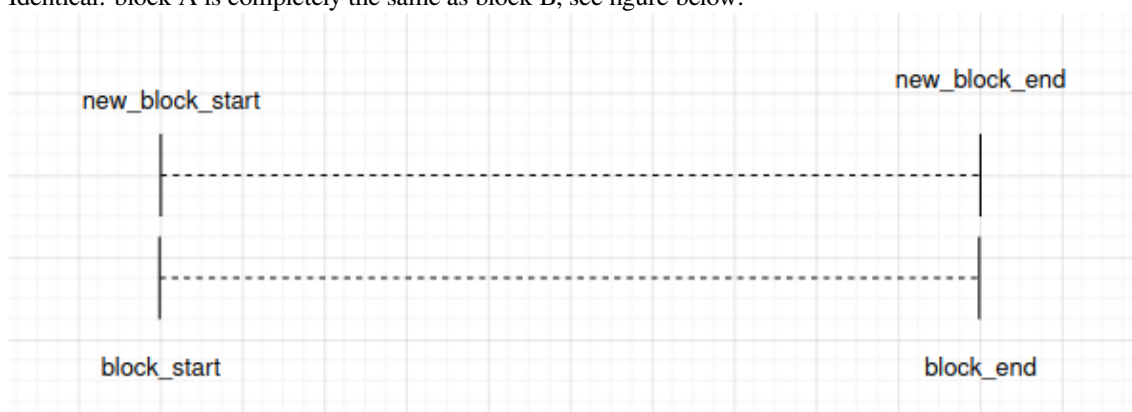 Identical: block A is completely the same as block B, see figure below:
new_block_start
new_block_end
block_start
block_end